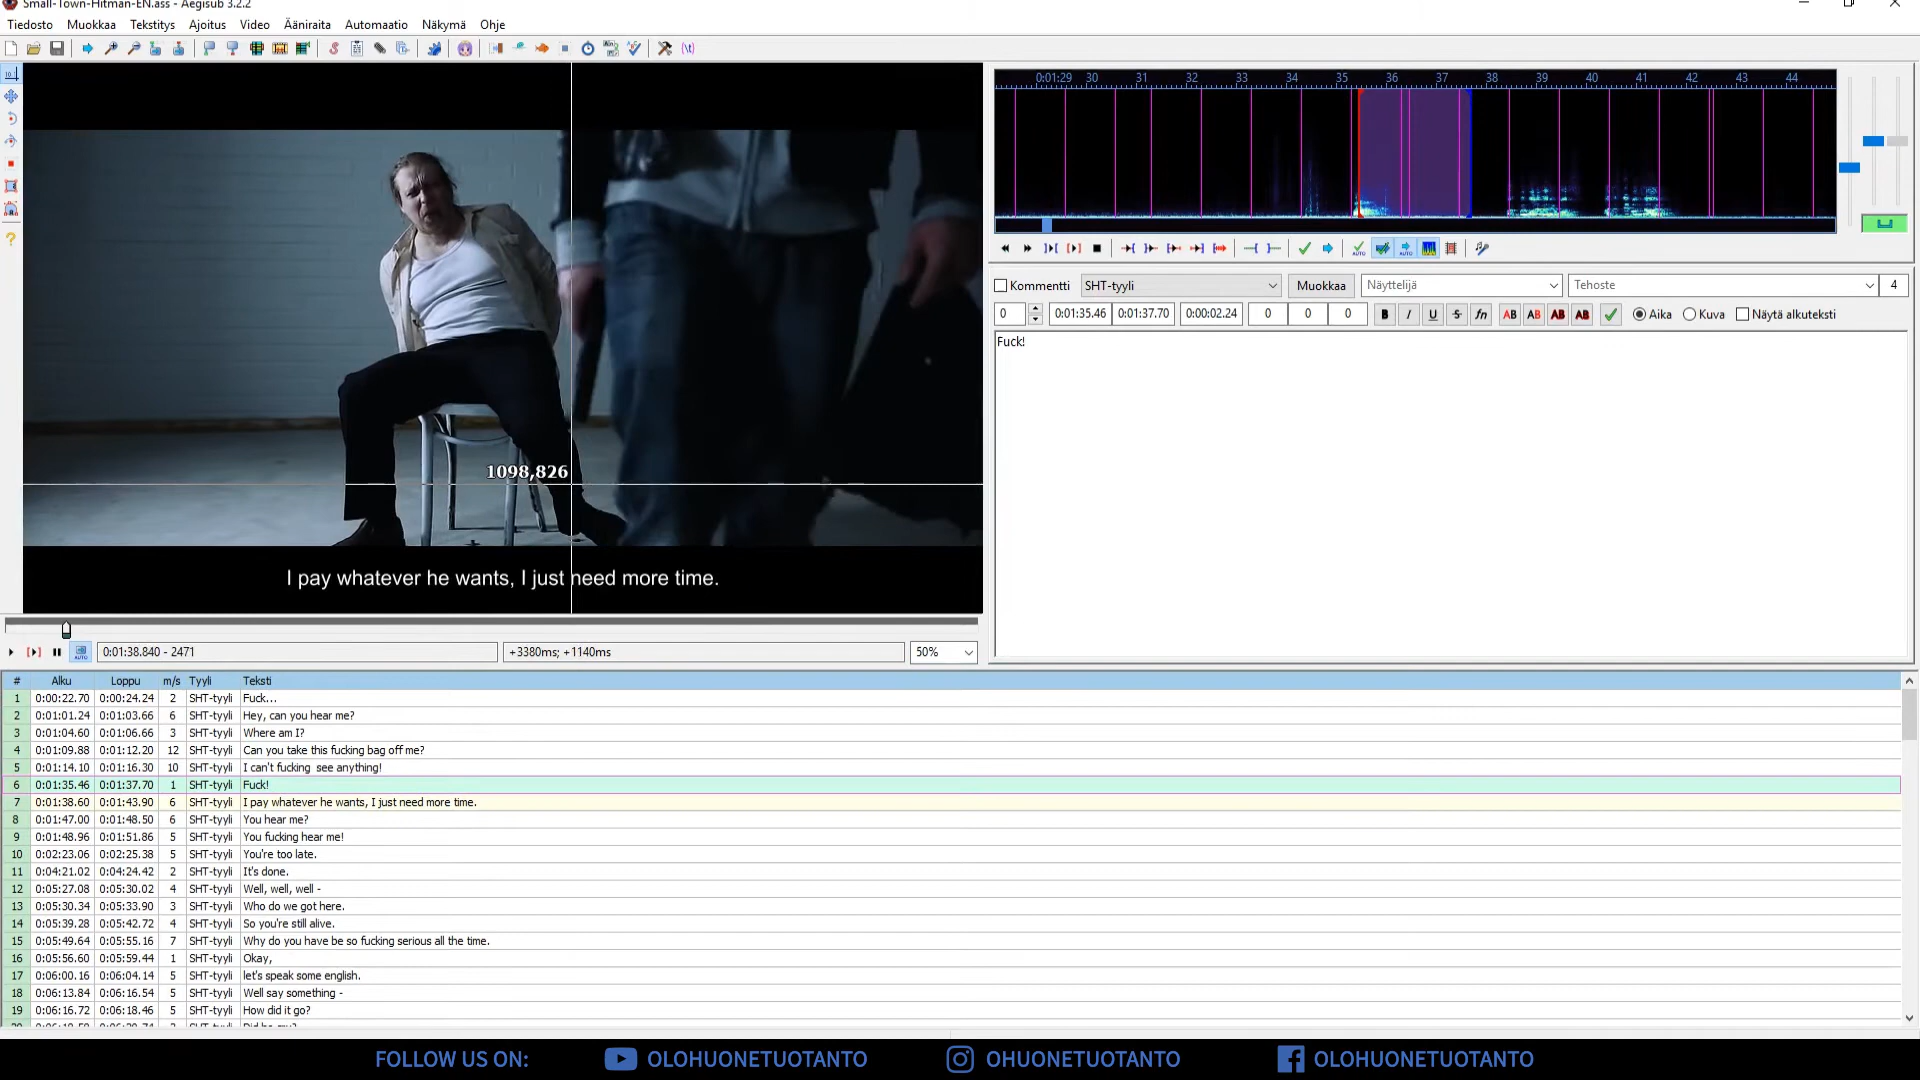 Small-Town-Hitman-EN.ass - Aegisub 3.2.2
Tiedosto Muokkaa Tekstitys Ajoitus Video Ääniraita Automaatio Näkymä Ohje
0:01:29 30 31 32 33 34 35 36 37 38 39 40 41 42 43 44
1098,826
I pay whatever he wants, I just need more time.
Kommentti SHT-tyyli Muokkaa Näyttelijä Tehoste 4
0 0:01:35.46 0:01:37.70 0:00:02.24 0 0 0 B I U S fn AB AB AB AB Aika Kuva Näytä alkuteksti
Fuck!
0:01:38.840 - 2471 +3380ms; +1140ms 50%
# Alku Loppu m/s Tyyli Teksti
1 0:00:22.70 0:00:24.24 2 SHT-tyyli Fuck...
2 0:01:01.24 0:01:03.66 6 SHT-tyyli Hey, can you hear me?
3 0:01:04.60 0:01:06.66 3 SHT-tyyli Where am I?
4 0:01:09.88 0:01:12.20 12 SHT-tyyli Can you take this fucking bag off me?
5 0:01:14.10 0:01:16.30 10 SHT-tyyli I can't fucking  see anything!
6 0:01:35.46 0:01:37.70 1 SHT-tyyli Fuck!
7 0:01:38.60 0:01:43.90 6 SHT-tyyli I pay whatever he wants, I just need more time.
8 0:01:47.00 0:01:48.50 6 SHT-tyyli You hear me?
9 0:01:48.96 0:01:51.86 5 SHT-tyyli You fucking hear me!
10 0:02:23.06 0:02:25.38 5 SHT-tyyli You're too late.
11 0:04:21.02 0:04:24.42 2 SHT-tyyli It's done.
12 0:05:27.08 0:05:30.02 4 SHT-tyyli Well, well, well -
13 0:05:30.34 0:05:33.90 3 SHT-tyyli Who do we got here.
14 0:05:39.28 0:05:42.72 4 SHT-tyyli So you're still alive.
15 0:05:49.64 0:05:55.16 7 SHT-tyyli Why do you have be so fucking serious all the time.
16 0:05:56.60 0:05:59.44 1 SHT-tyyli Okay,
17 0:06:00.16 0:06:04.14 5 SHT-tyyli let's speak some english.
18 0:06:13.84 0:06:16.54 5 SHT-tyyli Well say something -
19 0:06:16.72 0:06:18.46 5 SHT-tyyli How did it go?
FOLLOW US ON: OLOHUONETUOTANTO OHUONETUOTANTO OLOHUONETUOTANTO